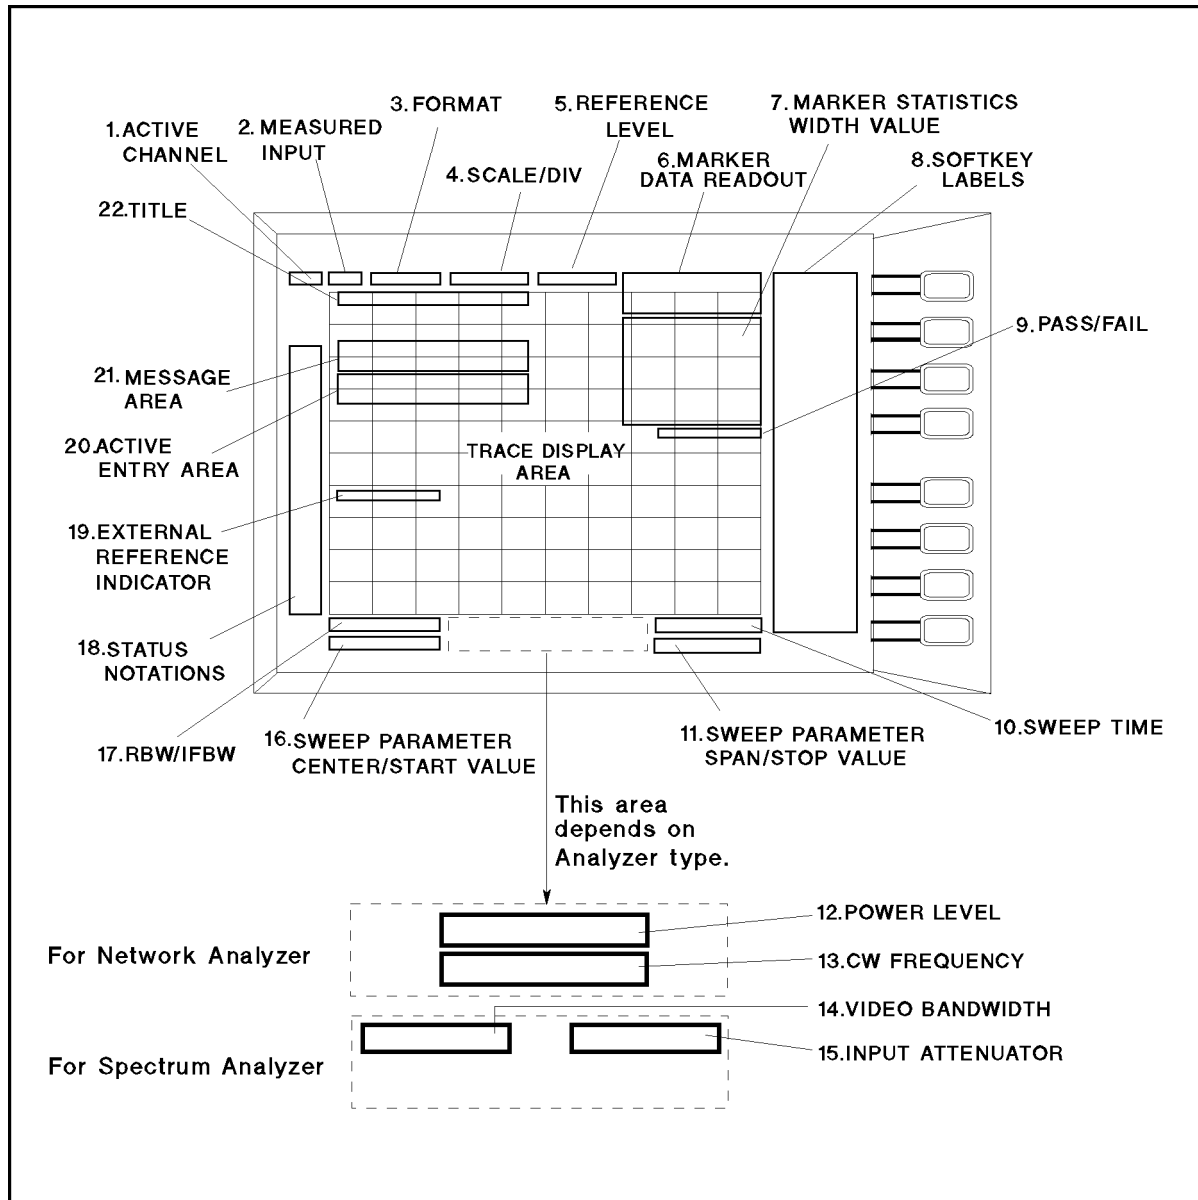 1.ACTIVE
CHANNEL
2.MEASURED
INPUT
3.FORMAT
4.SCALE/DIV
5.REFERENCE
LEVEL
6.MARKER
DATA READOUT
7.MARKER STATISTICS
WIDTH VALUE
8.SOFTKEY
LABELS
22.TITLE
9.PASS/FAIL
21.MESSAGE
AREA
20.ACTIVE
ENTRY AREA
TRACE DISPLAY
AREA
19.EXTERNAL
REFERENCE
INDICATOR
18.STATUS
NOTATIONS
17.RBW/IFBW
16.SWEEP PARAMETER
CENTER/START VALUE
11.SWEEP PARAMETER
SPAN/STOP VALUE
10.SWEEP TIME
This area
depends on
Analyzer type.
For Network Analyzer
12.POWER LEVEL
13.CW FREQUENCY
For Spectrum Analyzer
14.VIDEO BANDWIDTH
15.INPUT ATTENUATOR